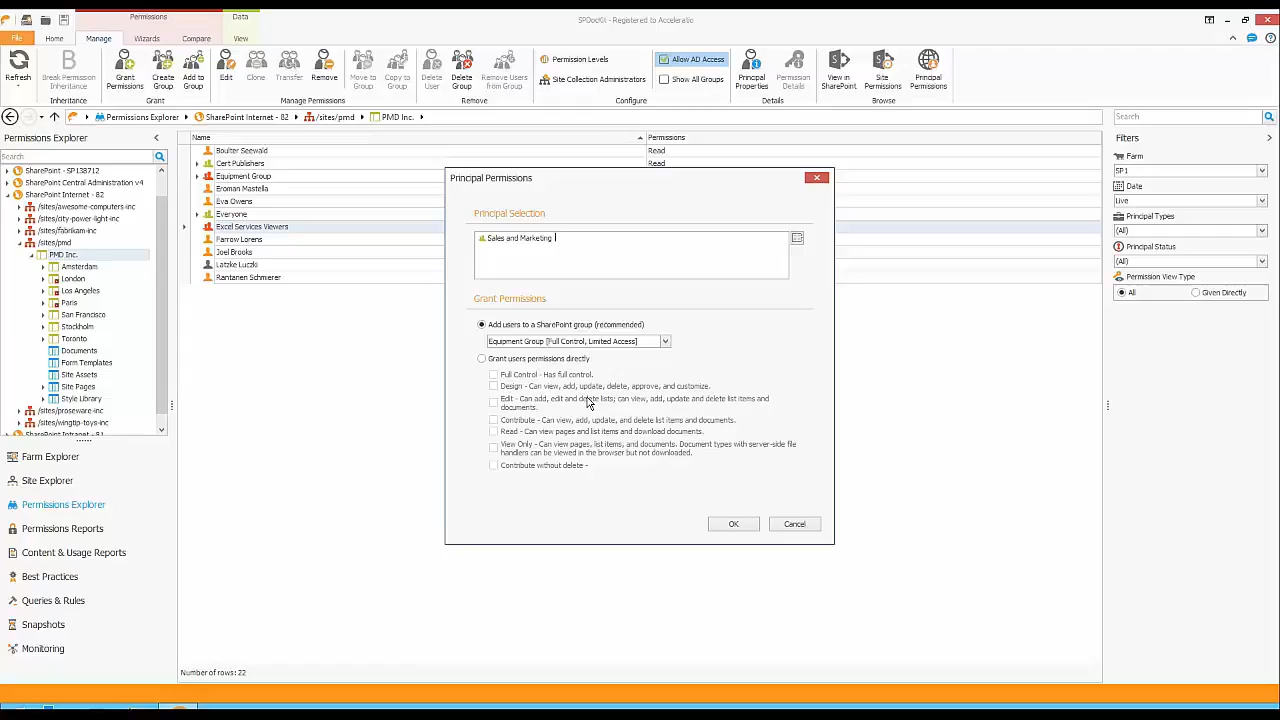 Permissions
Data
SPDocKit - Registered to Acceleratio
File
Home
Manage
Wizards
Compare
View
Refresh
Break Permission Inheritance
Grant Permissions
Create Group
Add to Group
Edit
Clone
Transfer
Remove
Move to Group
Copy to Group
Delete User
Delete Group
Remove Users from Group
Permission Levels
Site Collection Administrators
Allow AD Access
Show All Groups
Principal Properties
Permission Details
View in SharePoint
Site Permissions
Principal Permissions
Inheritance
Grant
Manage Permissions
Remove
Configure
Details
Browse
Permissions Explorer
SharePoint Internet - 82
/sites/pmd
PMD Inc.
Search
Permissions Explorer
Search
SharePoint - SP138712
SharePoint Central Administration v4
SharePoint Internet - 82
/sites/awesome-computers-inc
/sites/city-power-light-inc
/sites/fabrikam-inc
/sites/pmd
PMD Inc.
Amsterdam
London
Los Angeles
Paris
San Francisco
Stockholm
Toronto
Documents
Form Templates
Site Assets
Site Pages
Style Library
/sites/proseware-inc
/sites/wingtip-toys-inc
SharePoint Intranet - 81
Farm Explorer
Site Explorer
Permissions Explorer
Permissions Reports
Content & Usage Reports
Best Practices
Queries & Rules
Snapshots
Monitoring
Name
Permissions
Boulter Seewald
Read
Cert Publishers
Read
Equipment Group
Eroman Mastella
Eva Owens
Everyone
Excel Services Viewers
Farrow Lorens
Joel Brooks
Latzke Luczki
Rantanen Schmierer
Number of rows: 22
Principal Permissions
Principal Selection
Sales and Marketing
Grant Permissions
Add users to a SharePoint group (recommended)
Equipment Group [Full Control, Limited Access]
Grant users permissions directly
Full Control - Has full control.
Design - Can view, add, update, delete, approve, and customize.
Edit - Can add, edit and delete lists; can view, add, update and delete list items and
documents.
Contribute - Can view, add, update, and delete list items and documents.
Read - Can view pages and list items and download documents.
View Only - Can view pages, list items, and documents. Document types with server-side file
handlers can be viewed in the browser but not downloaded.
Contribute without delete -
OK
Cancel
Filters
Farm
SP1
Date
Live
Principal Types
(All)
Principal Status
(All)
Permission View Type
All
Given Directly